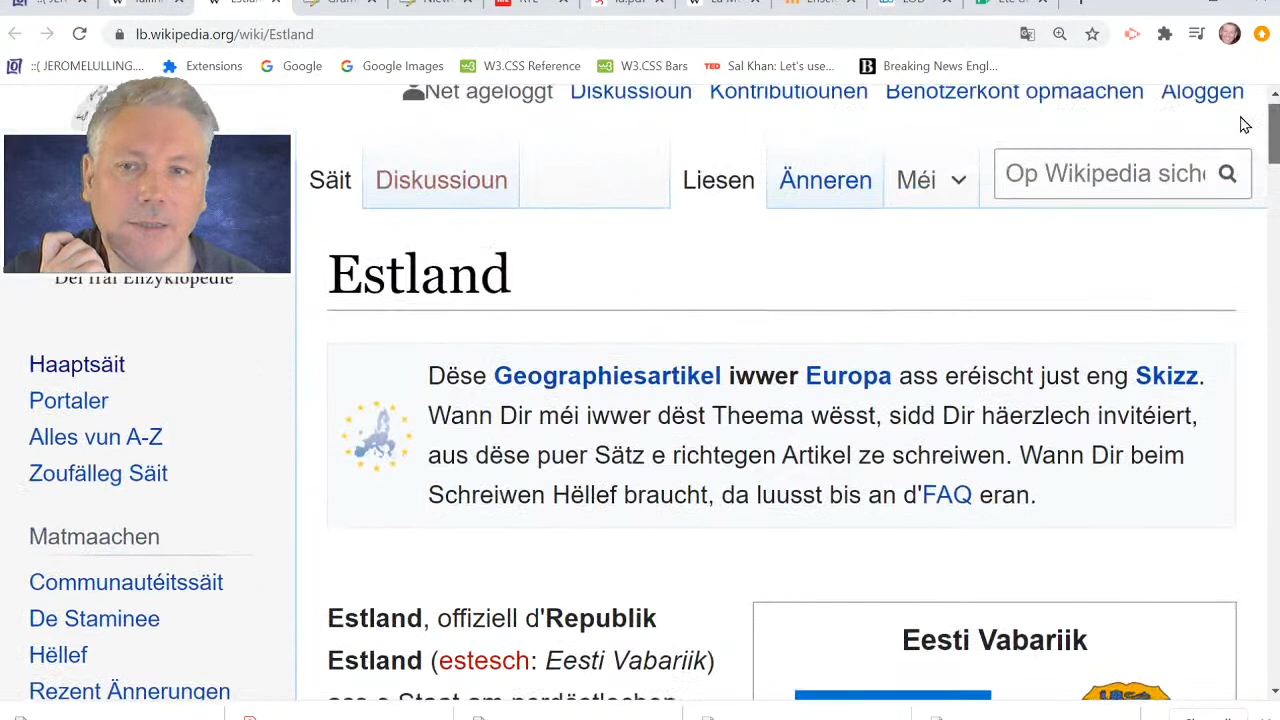 lb.wikipedia.org/wiki/Estland
::( JEROMELULLING.... Extensions Google Google Images W3.CSS Reference W3.CSS Bars TED Sal Khan: Let's use... Breaking News Engl...
Net ageloggt Diskussioun Kontributiounen Benotzerkont opmaachen Aloggen
Säit Diskussioun Liesen Änneren Méi
Estland
Haaptsäit
Portaler
Alles vun A-Z
Zoufälleg Säit
Matmaachen
Communautéitssäit
De Staminee
Hëllef
Rezent Ännerungen
Dëse Geographiesartikel iwwer Europa ass eréischt just eng Skizz.
Wann Dir méi iwwer dëst Theema wësst, sidd Dir häerzlech invitéiert,
aus dëse puer Sätz e richtegen Artikel ze schreiwen. Wann Dir beim
Schreiwen Hëllef braucht, da luusst bis an d'FAQ eran.
Estland, offiziell d'Republik
Estland (estesch: Eesti Vabariik)
Eesti Vabariik